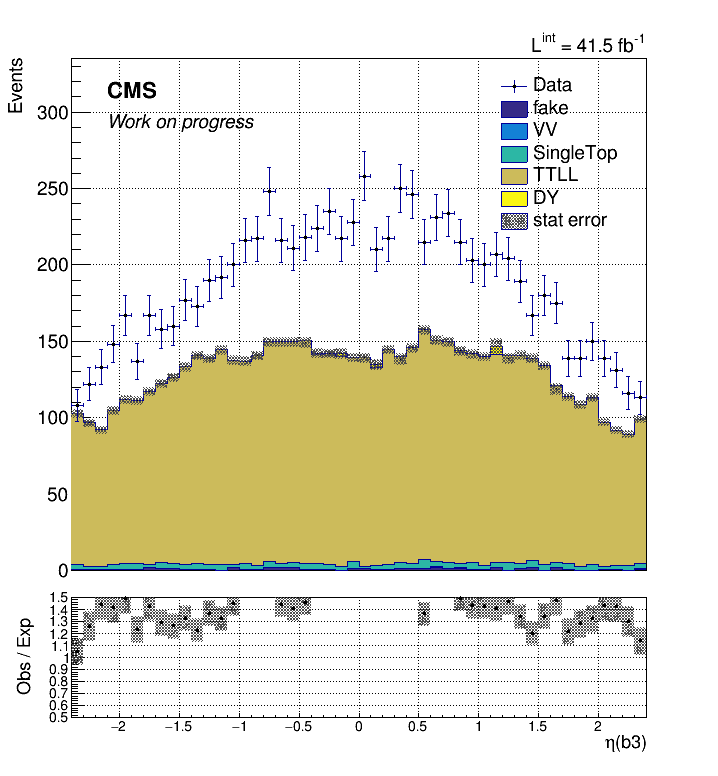 L^int = 41.5 fb^-1
Events
CMS
Work on progress
Data
fake
VV
SingleTop
TTLL
DY
stat error
300
250
200
150
100
50
0
Obs / Exp
1.5
1.4
1.3
1.2
1.1
1
0.9
0.8
0.7
0.6
0.5
−2 −1.5 −1 −0.5 0 0.5 1 1.5 2
η(b3)